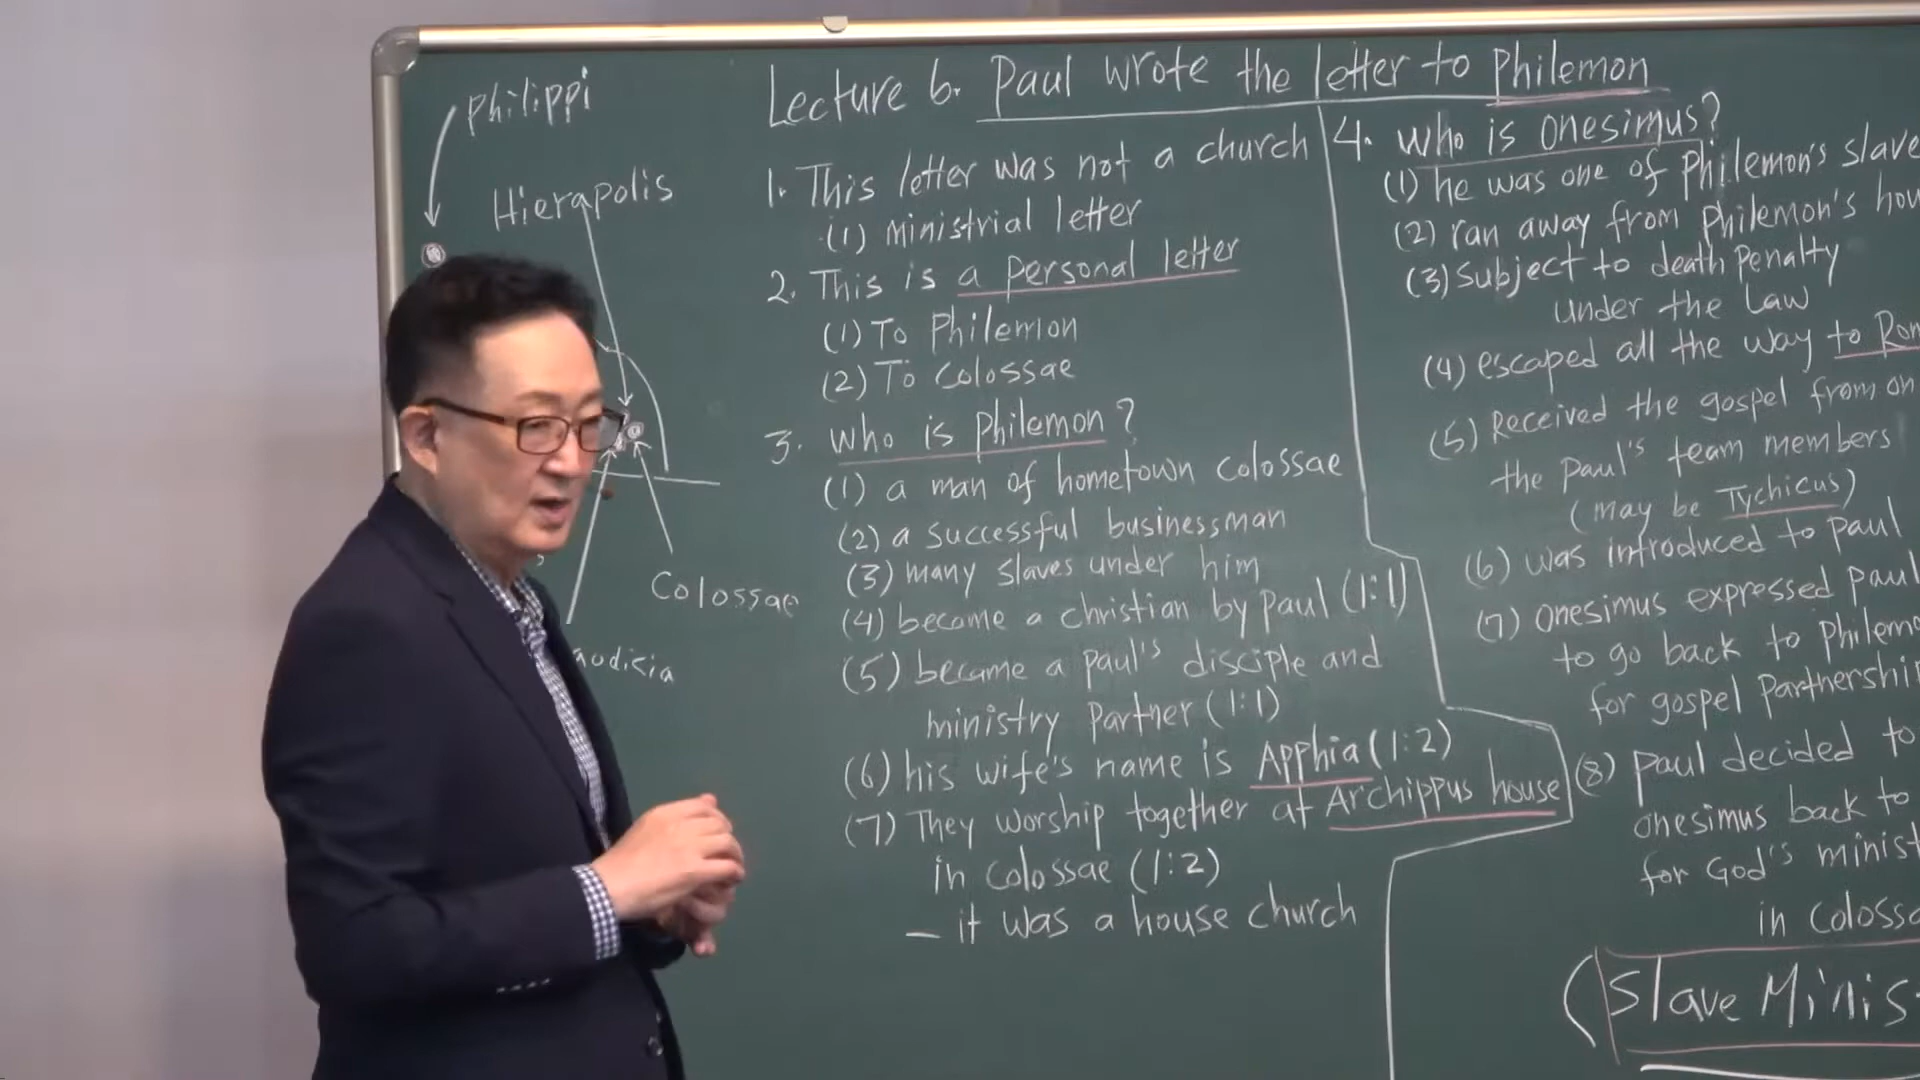 Philippi
Hierapolis
Colossae
Lecture 6. Paul wrote the letter to Philemon
1. This letter was not a church
(1) Ministrial letter
2. This is a personal letter
(1) To Philemon
(2) To Colossae
3. Who is Philemon?
(1) a man of hometown Colossae
(2) a successful businessman
(3) many slaves under him
(4) became a christian by Paul (1:1)
(5) became a Paul's disciple and
ministry Partner (1:1)
(6) his wife's name is Apphia (1:2)
(7) They worship together at Archippus house
in Colossae (1:2)
— it was a house church
4. Who is Onesimus?
(1) he was one of Philemon's slave
(2) ran away from Philemon's
(3) Subject to death Penalty
under the Law
(4) escaped all the way to
(5) Received the gospel from
the Paul's team members
(may be Tychicus)
(6) was introduced to Paul
(7) Onesimus expressed Paul
to go back to
for gospel
(8) Paul decided to
Onesimus back to
for God's
in
(Slave